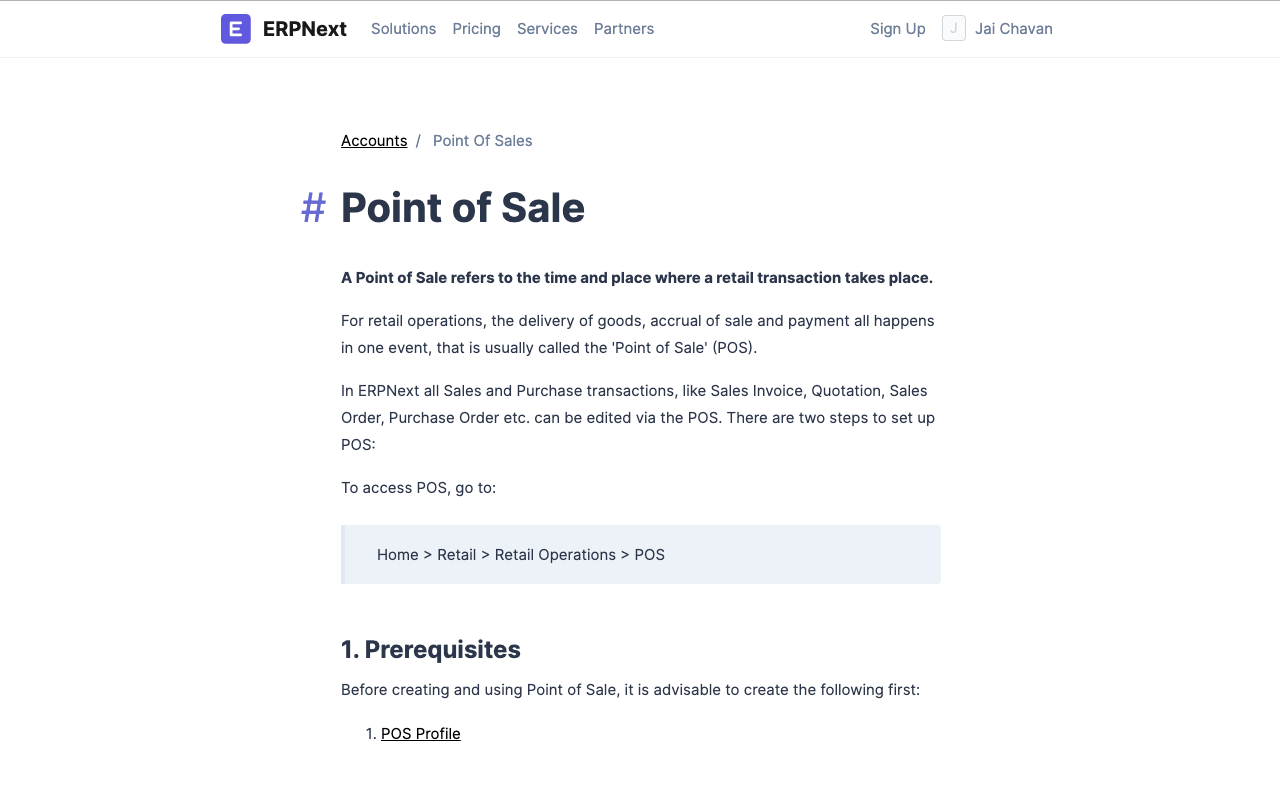 E ERPNext Solutions Pricing Services Partners Sign Up J Jai Chavan
Accounts / Point Of Sales
# Point of Sale
A Point of Sale refers to the time and place where a retail transaction takes place.
For retail operations, the delivery of goods, accrual of sale and payment all happens
in one event, that is usually called the 'Point of Sale' (POS).
In ERPNext all Sales and Purchase transactions, like Sales Invoice, Quotation, Sales
Order, Purchase Order etc. can be edited via the POS. There are two steps to set up
POS:
To access POS, go to:
Home > Retail > Retail Operations > POS
1. Prerequisites
Before creating and using Point of Sale, it is advisable to create the following first:
1. POS Profile